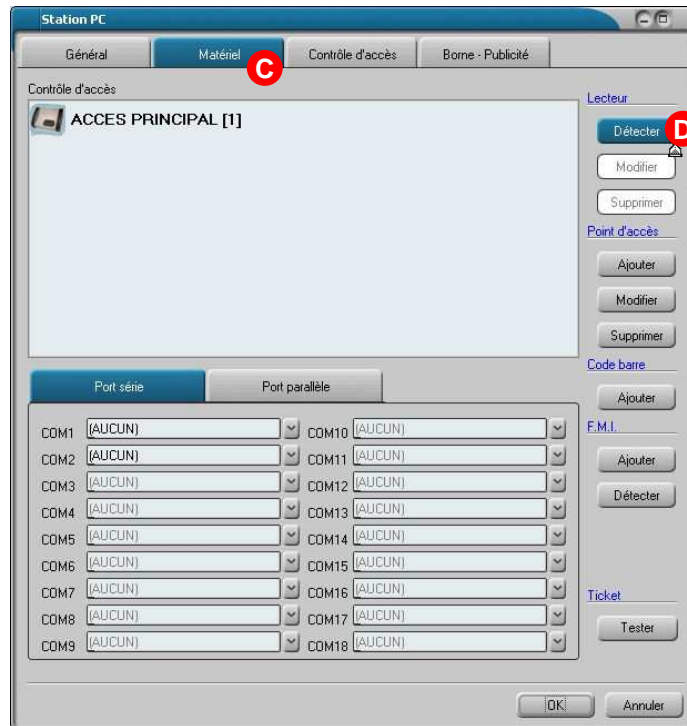 Station PC
Général Matériel Contrôle d'accès Borne - Publicité
C
Contrôle d'accès
ACCES PRINCIPAL [1]
Lecteur
Détecter
D
Modifier
Supprimer
Point d'accès
Ajouter
Modifier
Supprimer
Code barre
Ajouter
F.M.I.
Ajouter
Détecter
Ticket
Tester
Port série Port parallèle
COM1 (AUCUN) COM10 (AUCUN)
COM2 (AUCUN) COM11 (AUCUN)
COM3 (AUCUN) COM12 (AUCUN)
COM4 (AUCUN) COM13 (AUCUN)
COM5 (AUCUN) COM14 (AUCUN)
COM6 (AUCUN) COM15 (AUCUN)
COM7 (AUCUN) COM16 (AUCUN)
COM8 (AUCUN) COM17 (AUCUN)
COM9 (AUCUN) COM18 (AUCUN)
OK Annuler